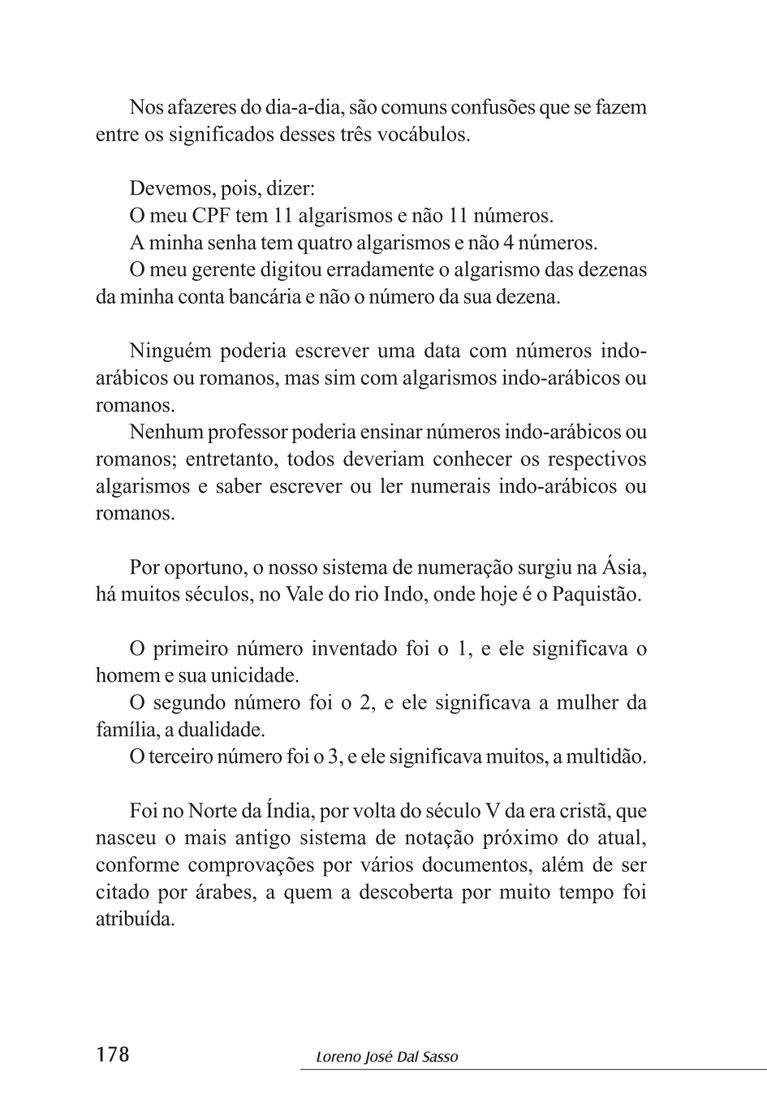 Nos afazeres do dia-a-dia, são comuns confusões que se fazem
entre os significados desses três vocábulos.
Devemos, pois, dizer:
O meu CPF tem 11 algarismos e não 11 números.
A minha senha tem quatro algarismos e não 4 números.
O meu gerente digitou erradamente o algarismo das dezenas
da minha conta bancária e não o número da sua dezena.
Ninguém poderia escrever uma data com números indo-
arábicos ou romanos, mas sim com algarismos indo-arábicos ou
romanos.
Nenhum professor poderia ensinar números indo-arábicos ou
romanos; entretanto, todos deveriam conhecer os respectivos
algarismos e saber escrever ou ler numerais indo-arábicos ou
romanos.
Por oportuno, o nosso sistema de numeração surgiu na Ásia,
há muitos séculos, no Vale do rio Indo, onde hoje é o Paquistão.
O primeiro número inventado foi o 1, e ele significava o
homem e sua unicidade.
O segundo número foi o 2, e ele significava a mulher da
família, a dualidade.
O terceiro número foi o 3, e ele significava muitos, a multidão.
Foi no Norte da Índia, por volta do século V da era cristã, que
nasceu o mais antigo sistema de notação próximo do atual,
conforme comprovações por vários documentos, além de ser
citado por árabes, a quem a descoberta por muito tempo foi
atribuída.
178 Loreno José Dal Sasso